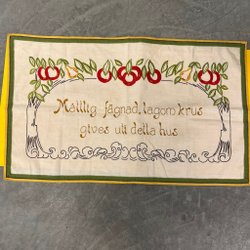 Måttlig fägnad, lagom krus
gives uti detta hus